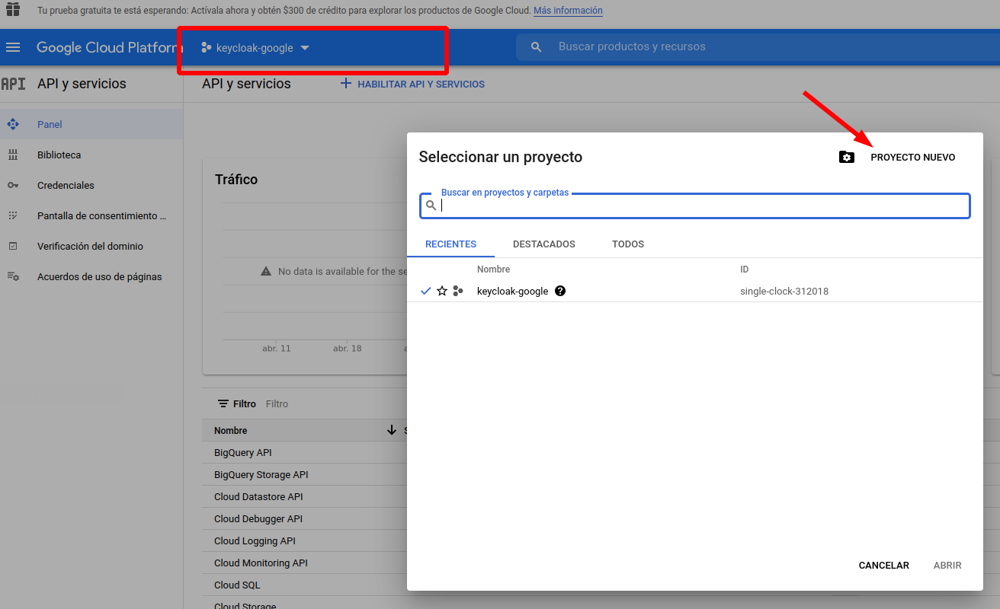 Tu prueba gratuita te está esperando: Actívala ahora y obtén $300 de crédito para explorar los productos de Google Cloud. Más información
Google Cloud Platform
keycloak-google
Buscar productos y recursos
API API y servicios
API y servicios
HABILITAR API Y SERVICIOS
Panel
Biblioteca
Credenciales
Pantalla de consentimiento ...
Verificación del dominio
Acuerdos de uso de páginas
Tráfico
No data is available for the
abr. 11
abr. 18
Filtro Filtro
Nombre
BigQuery API
BigQuery Storage API
Cloud Datastore API
Cloud Debugger API
Cloud Logging API
Cloud Monitoring API
Cloud SQL
Cloud Storage
Seleccionar un proyecto
PROYECTO NUEVO
Buscar en proyectos y carpetas
RECIENTES DESTACADOS TODOS
Nombre ID
keycloak-google ? single-clock-312018
CANCELAR ABRIR